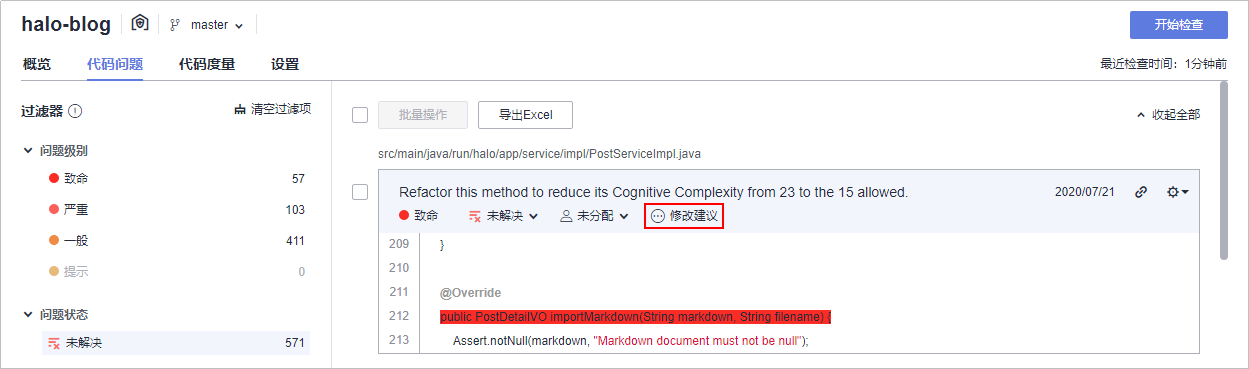 halo-blog master 开始检查
概览 代码问题 代码度量 设置 最近检查时间：1分钟前
过滤器 清空过滤项
问题级别
致命 57
严重 103
一般 411
提示 0
问题状态
未解决 571
批量操作 导出Excel 收起全部
src/main/java/run/halo/app/service/impl/PostServiceImpl.java
Refactor this method to reduce its Cognitive Complexity from 23 to the 15 allowed. 2020/07/21
致命 未解决 未分配 修改建议
209 }
210
211 @Override
212 public PostDetailVO importMarkdown(String markdown, String filename) {
213 Assert.notNull(markdown, "Markdown document must not be null");